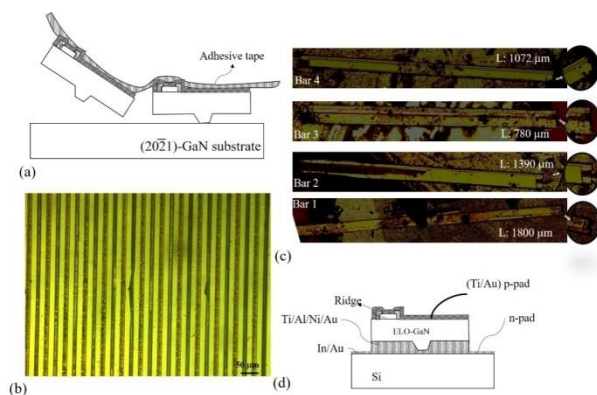 Adhesive tape
(202̄1)-GaN substrate
(a)
50 μm
(b)
Bar 4
L: 1072 μm
Bar 3
L: 780 μm
Bar 2
L: 1390 μm
Bar 1
L: 1800 μm
(c)
(Ti/Au) p-pad
Ridge
n-pad
Ti/Al/Ni/Au
ELO-GaN
In/Au
Si
(d)